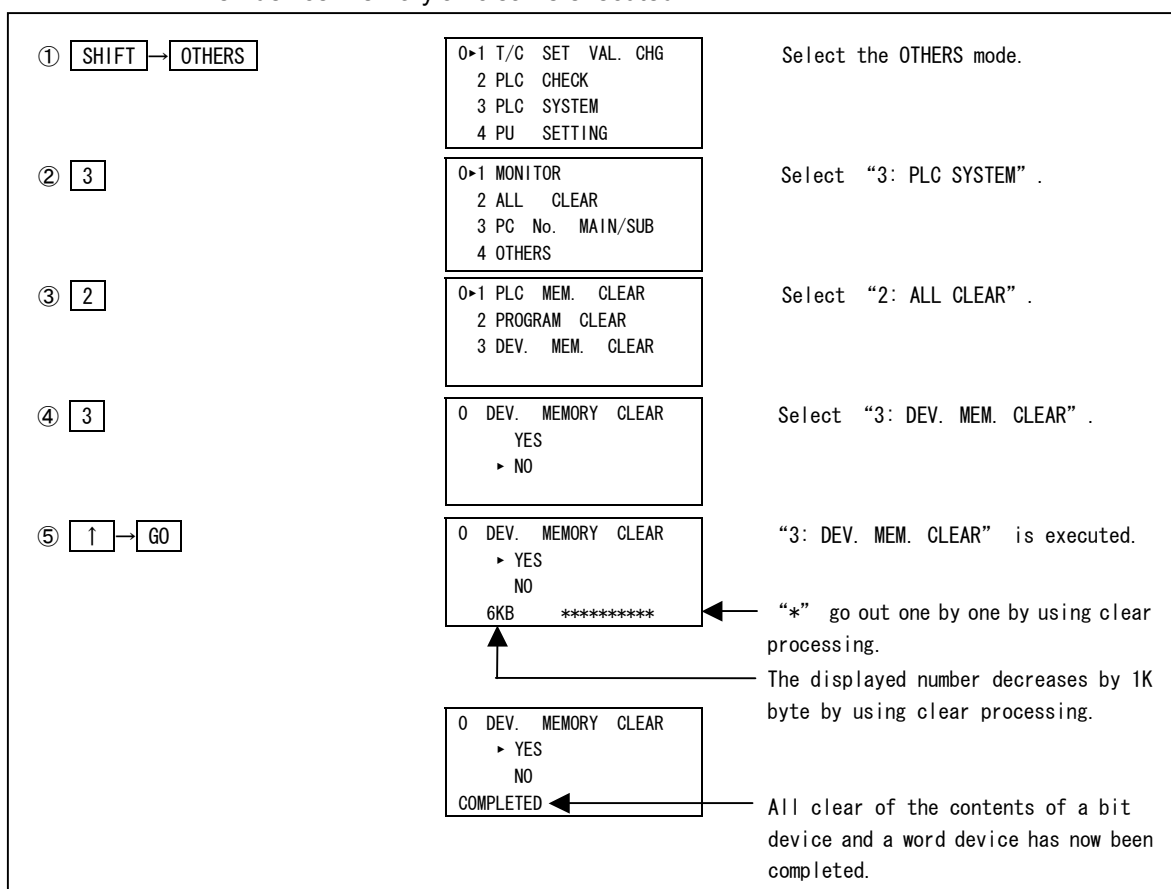 ① SHIFT → OTHERS
0▸1 T/C SET VAL. CHG
2 PLC CHECK
3 PLC SYSTEM
4 PU SETTING
Select the OTHERS mode.
② 3
0▸1 MONITOR
2 ALL CLEAR
3 PC No. MAIN/SUB
4 OTHERS
Select “3: PLC SYSTEM”.
③ 2
0▸1 PLC MEM. CLEAR
2 PROGRAM CLEAR
3 DEV. MEM. CLEAR
Select “2: ALL CLEAR”.
④ 3
0 DEV. MEMORY CLEAR
YES
▸ NO
Select “3: DEV. MEM. CLEAR”.
⑤ ↑ → GO
0 DEV. MEMORY CLEAR
▸ YES
NO
6KB **********
“3: DEV. MEM. CLEAR” is executed.
“*” go out one by one by using clear
processing.
The displayed number decreases by 1K
byte by using clear processing.
0 DEV. MEMORY CLEAR
▸ YES
NO
COMPLETED
All clear of the contents of a bit
device and a word device has now been
completed.